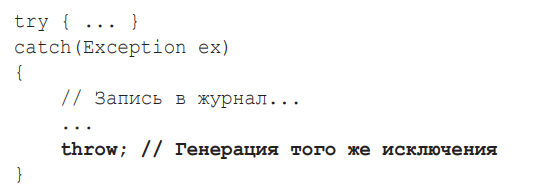 try { ... }
catch(Exception ex)
{
    // Запись в журнал...
    ...
    throw; // Генерация того же исключения
}